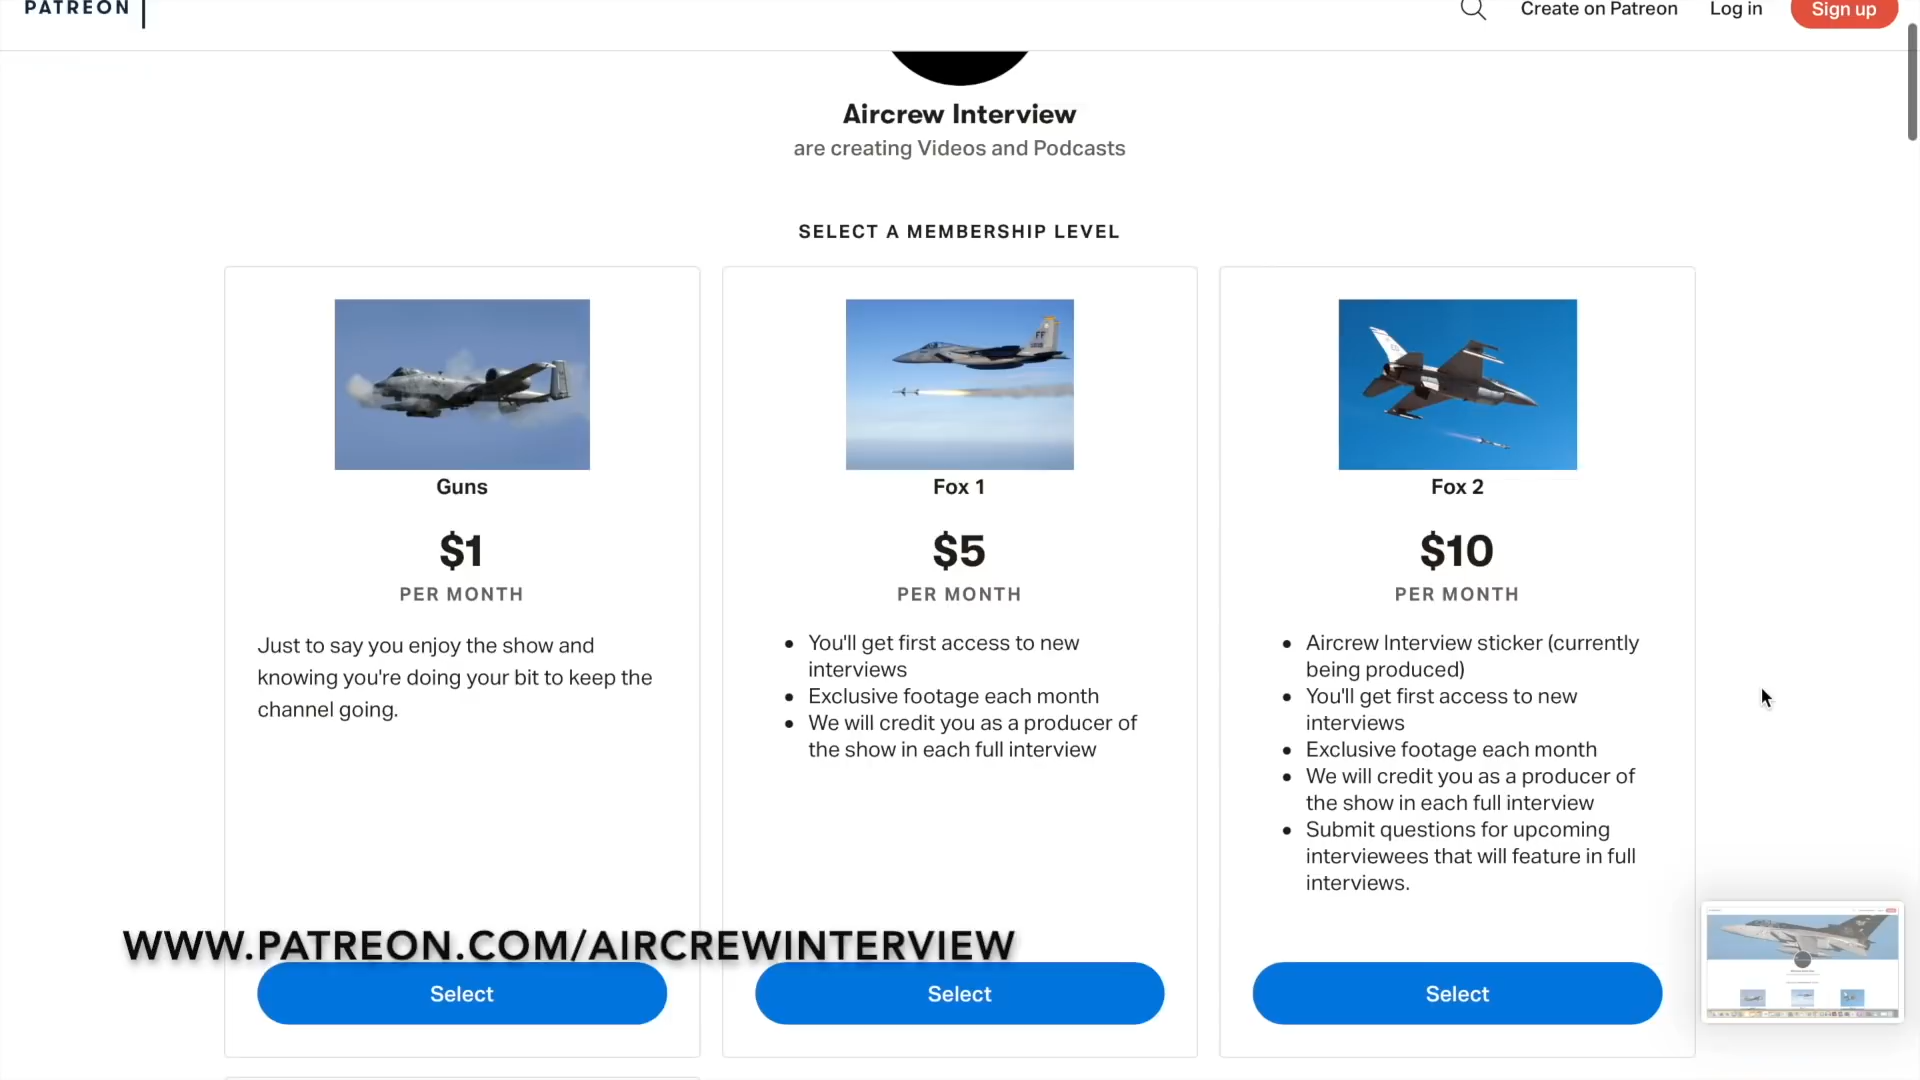 PATREON
Create on Patreon
Log in
Sign up
Aircrew Interview
are creating Videos and Podcasts
SELECT A MEMBERSHIP LEVEL
Guns
$1
PER MONTH
Just to say you enjoy the show and
knowing you're doing your bit to keep the
channel going.
Select
Fox 1
$5
PER MONTH
You'll get first access to new
interviews
Exclusive footage each month
We will credit you as a producer of
the show in each full interview
Select
Fox 2
$10
PER MONTH
Aircrew Interview sticker (currently
being produced)
You'll get first access to new
interviews
Exclusive footage each month
We will credit you as a producer of
the show in each full interview
Submit questions for upcoming
interviewees that will feature in full
interviews.
Select
WWW.PATREON.COM/AIRCREWINTERVIEW